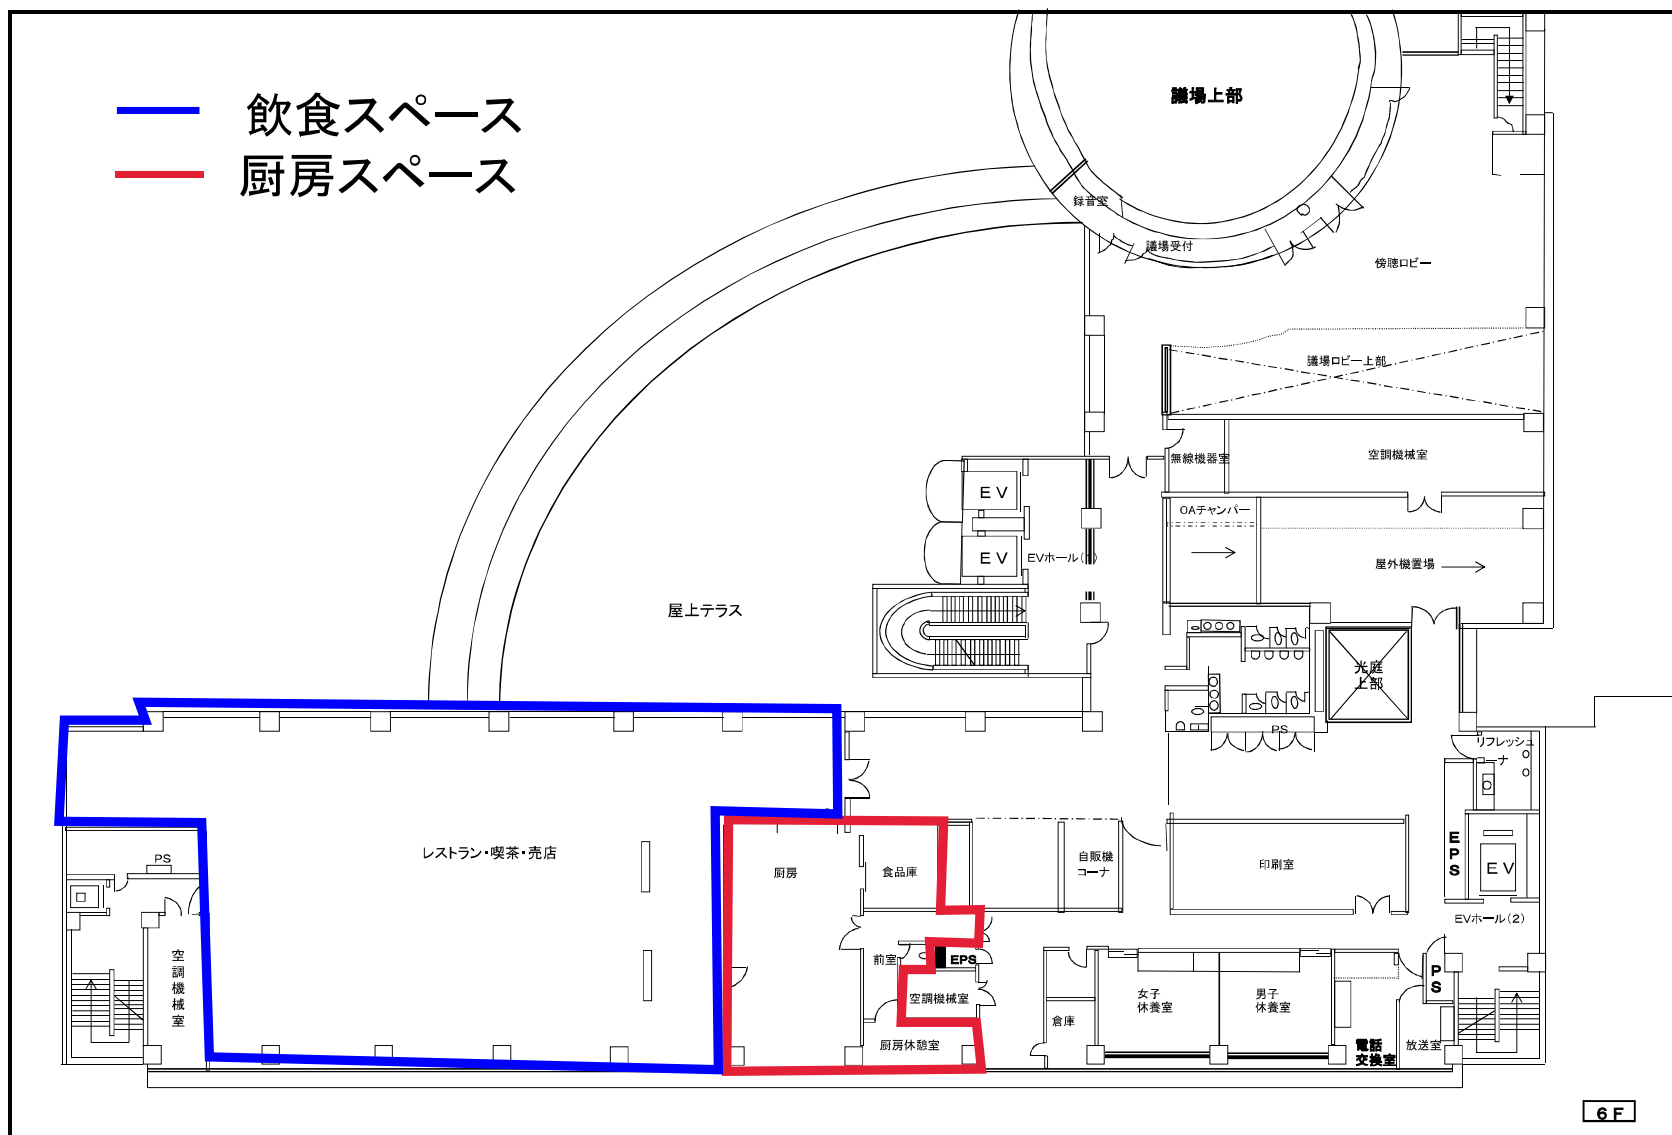 議場上部
飲食スペース
厨房スペース
録音室
議場受付
傍聴ロビー
議場ロビー上部
無線機器室
空調機械室
EV
OAチャンバー
EV
EVホール(1)
屋外機置場
屋上テラス
光庭
上部
PS
リフレッシュ
コーナ
レストラン・喫茶・売店
PS
厨房
食品庫
自販機
コーナ
印刷室
EPS
EV
EVホール(2)
空調機械室
前室
EPS
PS
空調機械室
女子
休養室
男子
休養室
倉庫
厨房休憩室
電話
交換室
放送室
6F